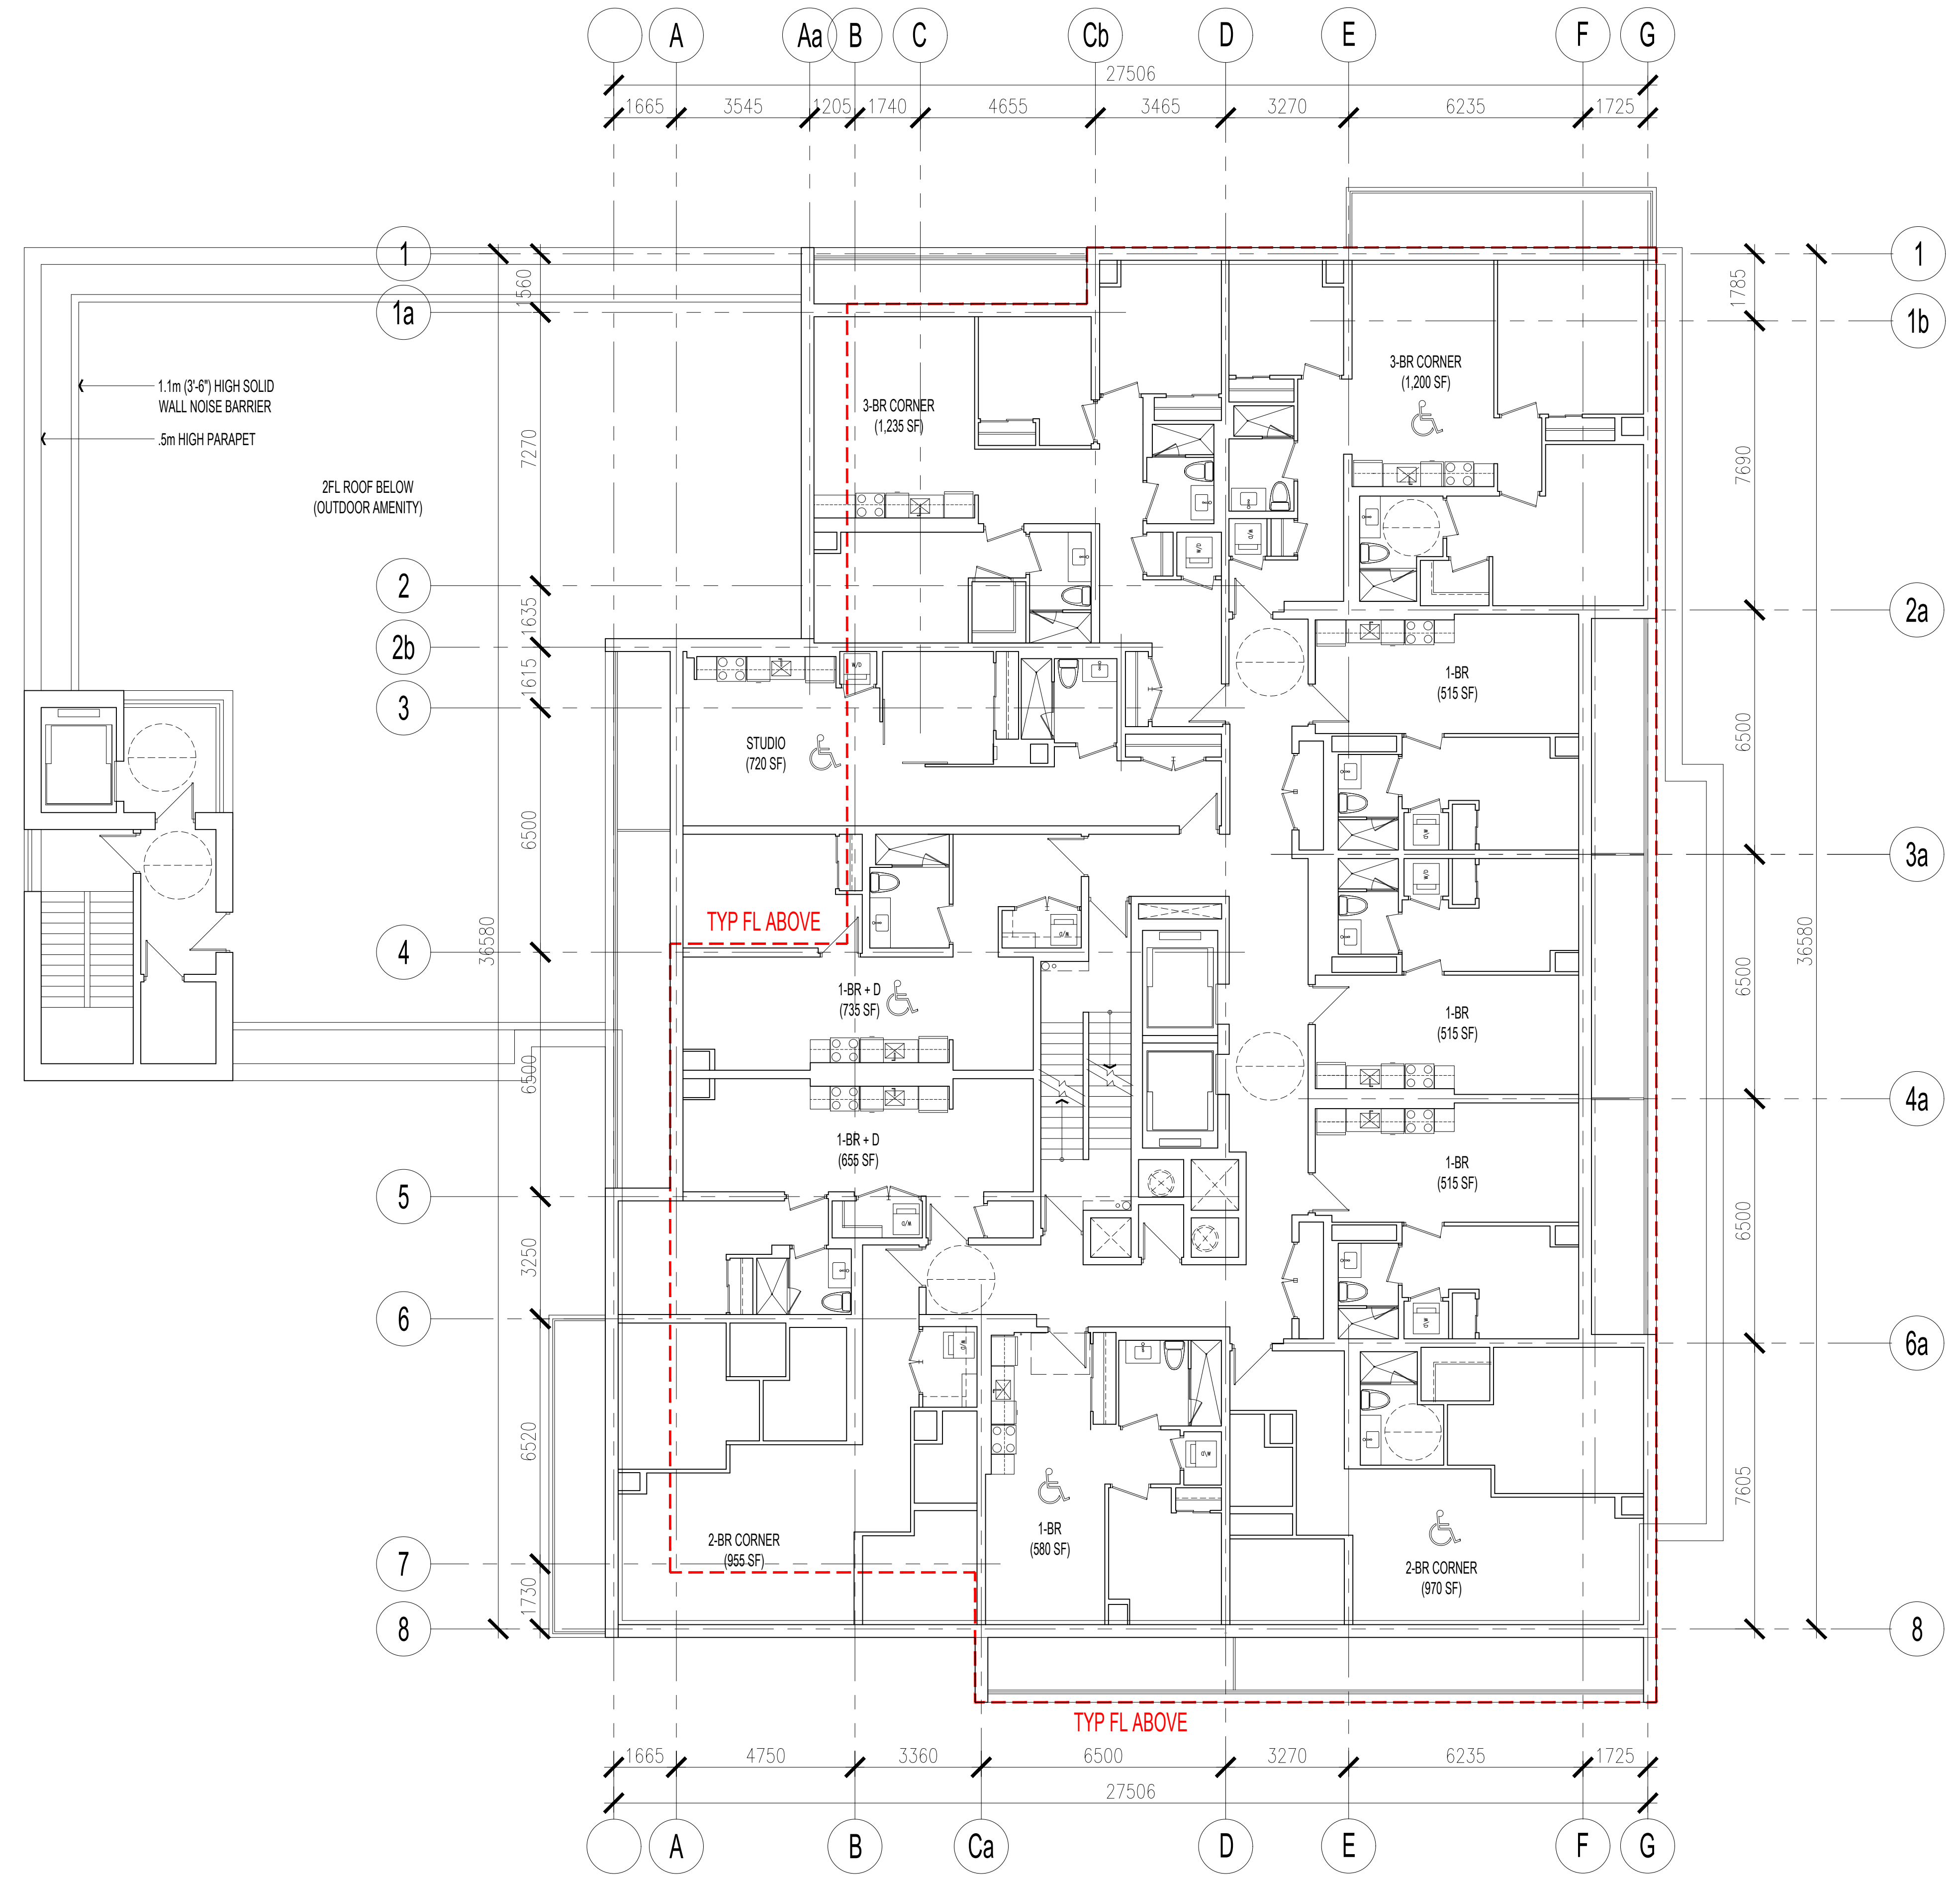 A
Aa
B
C
Cb
D
E
F
G
27506
1665
3545
1205
1740
4655
3465
3270
6235
1725
1
1
1560
1785
1a
1b
3-BR CORNER
(1,200 SF)
1.1m (3'-6") HIGH SOLID
WALL NOISE BARRIER
3-BR CORNER
(1,235 SF)
.5m HIGH PARAPET
7270
7690
2FL ROOF BELOW
(OUTDOOR AMENITY)
W/D
W/D
2
2a
1635
2b
1615
W/D
1-BR
(515 SF)
3
6500
STUDIO
(720 SF)
6500
W/D
3a
W/D
TYP FL ABOVE
36580
W/D
36580
4
1-BR + D
(735 SF)
6500
1-BR
(515 SF)
6500
4a
1-BR + D
(655 SF)
1-BR
(515 SF)
5
W/D
6500
3250
W/D
6
6a
W/D
6520
W/D
7605
2-BR CORNER
(955 SF)
1-BR
(580 SF)
2-BR CORNER
(970 SF)
7
1730
8
8
TYP FL ABOVE
1665
4750
3360
6500
3270
6235
1725
27506
A
B
Ca
D
E
F
G